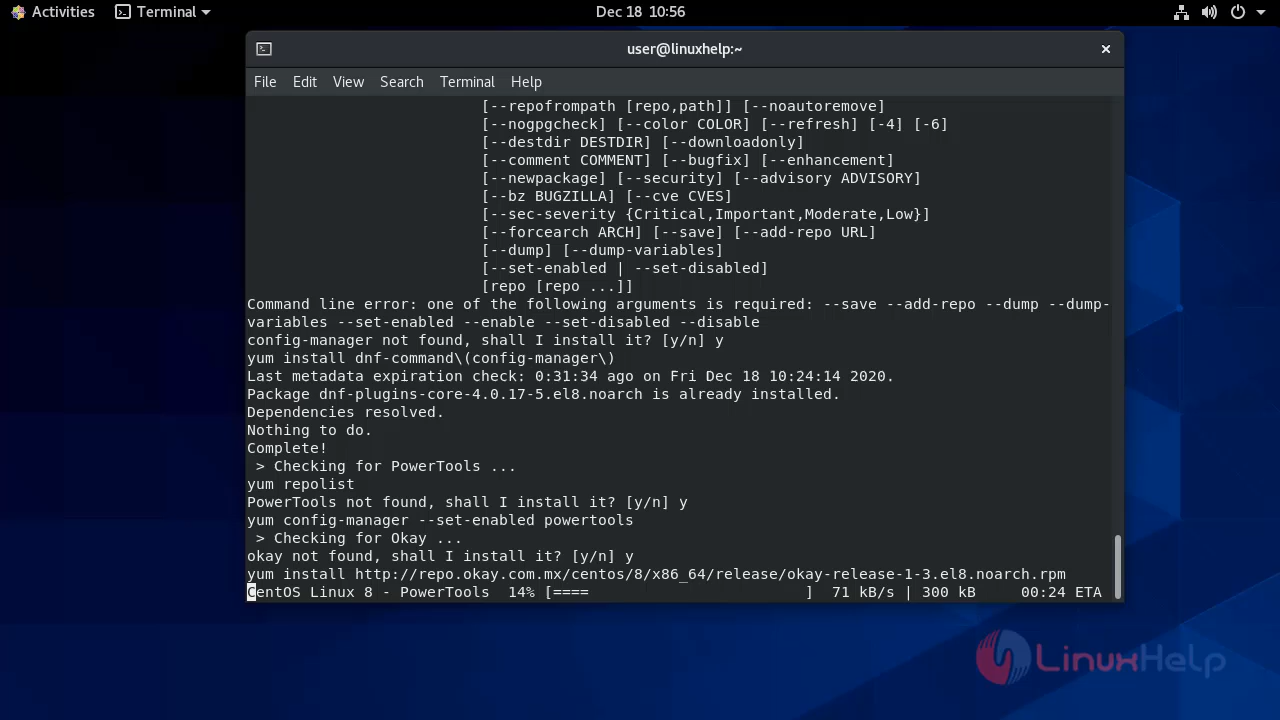 Activities Terminal Dec 18 10:56
user@linuxhelp:~
File Edit View Search Terminal Help
[--repofrompath [repo,path]] [--noautoremove]
[--nogpgcheck] [--color COLOR] [--refresh] [-4] [-6]
[--destdir DESTDIR] [--downloadonly]
[--comment COMMENT] [--bugfix] [--enhancement]
[--newpackage] [--security] [--advisory ADVISORY]
[--bz BUGZILLA] [--cve CVES]
[--sec-severity {Critical,Important,Moderate,Low}]
[--forcearch ARCH] [--save] [--add-repo URL]
[--dump] [--dump-variables]
[--set-enabled | --set-disabled]
[repo [repo ...]]
Command line error: one of the following arguments is required: --save --add-repo --dump --dump-
variables --set-enabled --enable --set-disabled --disable
config-manager not found, shall I install it? [y/n] y
yum install dnf-command\(config-manager\)
Last metadata expiration check: 0:31:34 ago on Fri Dec 18 10:24:14 2020.
Package dnf-plugins-core-4.0.17-5.el8.noarch is already installed.
Dependencies resolved.
Nothing to do.
Complete!
> Checking for PowerTools ...
yum repolist
PowerTools not found, shall I install it? [y/n] y
yum config-manager --set-enabled powertools
> Checking for Okay ...
okay not found, shall I install it? [y/n] y
yum install http://repo.okay.com.mx/centos/8/x86_64/release/okay-release-1-3.el8.noarch.rpm
CentOS Linux 8 - PowerTools 14% [==== ] 71 kB/s | 300 kB 00:24 ETA
LinuxHelp